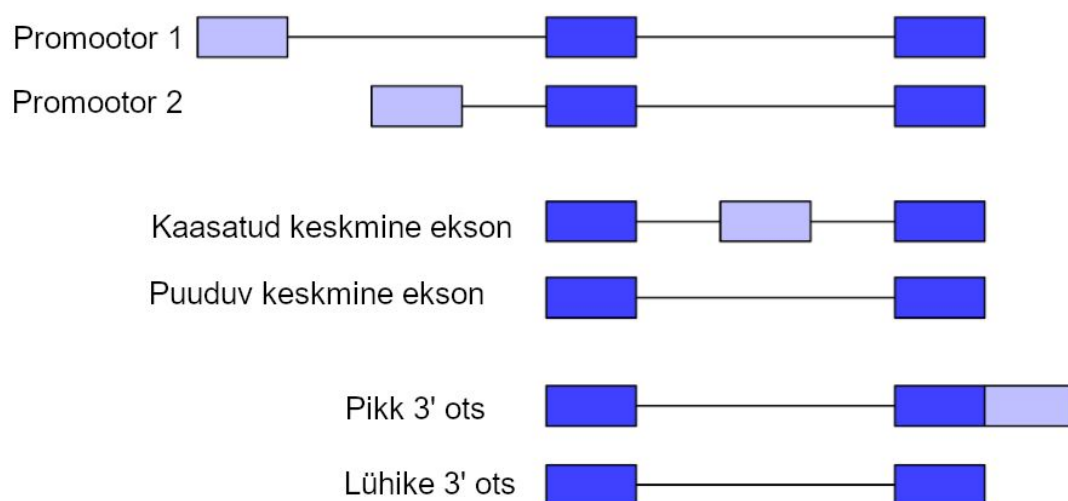 Promootor 1
Promootor 2
Kaasatud keskmine ekson
Puuduv keskmine ekson
Pikk 3' ots
Lühike 3' ots